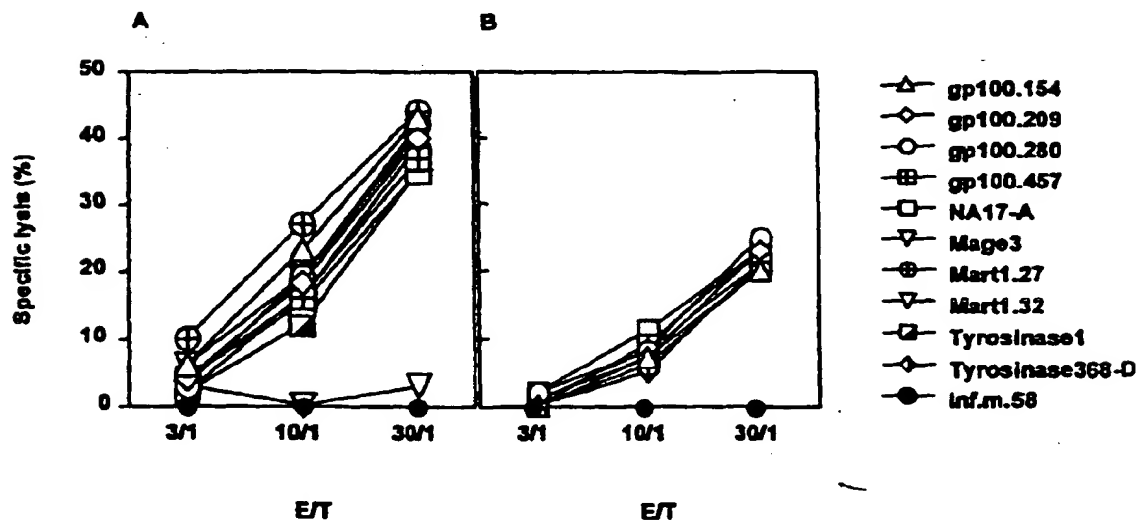 A
B
50
40
30
20
10
0
Specific lysis (%)
3/1
10/1
30/1
3/1
10/1
30/1
E/T
E/T
gp100.154
gp100.209
gp100.280
gp100.457
NA17-A
Mage3
Mart1.27
Mart1.32
Tyrosinase1
Tyrosinase368-D
Inf.m.58